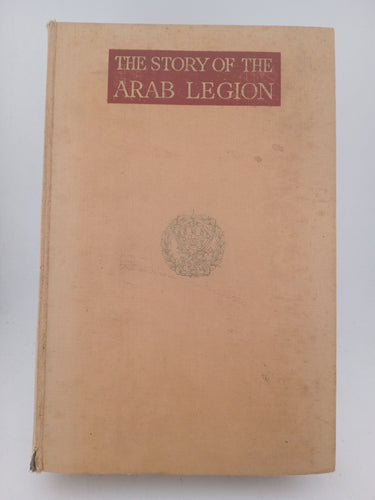 THE STORY OF THE
ARAB LEGION